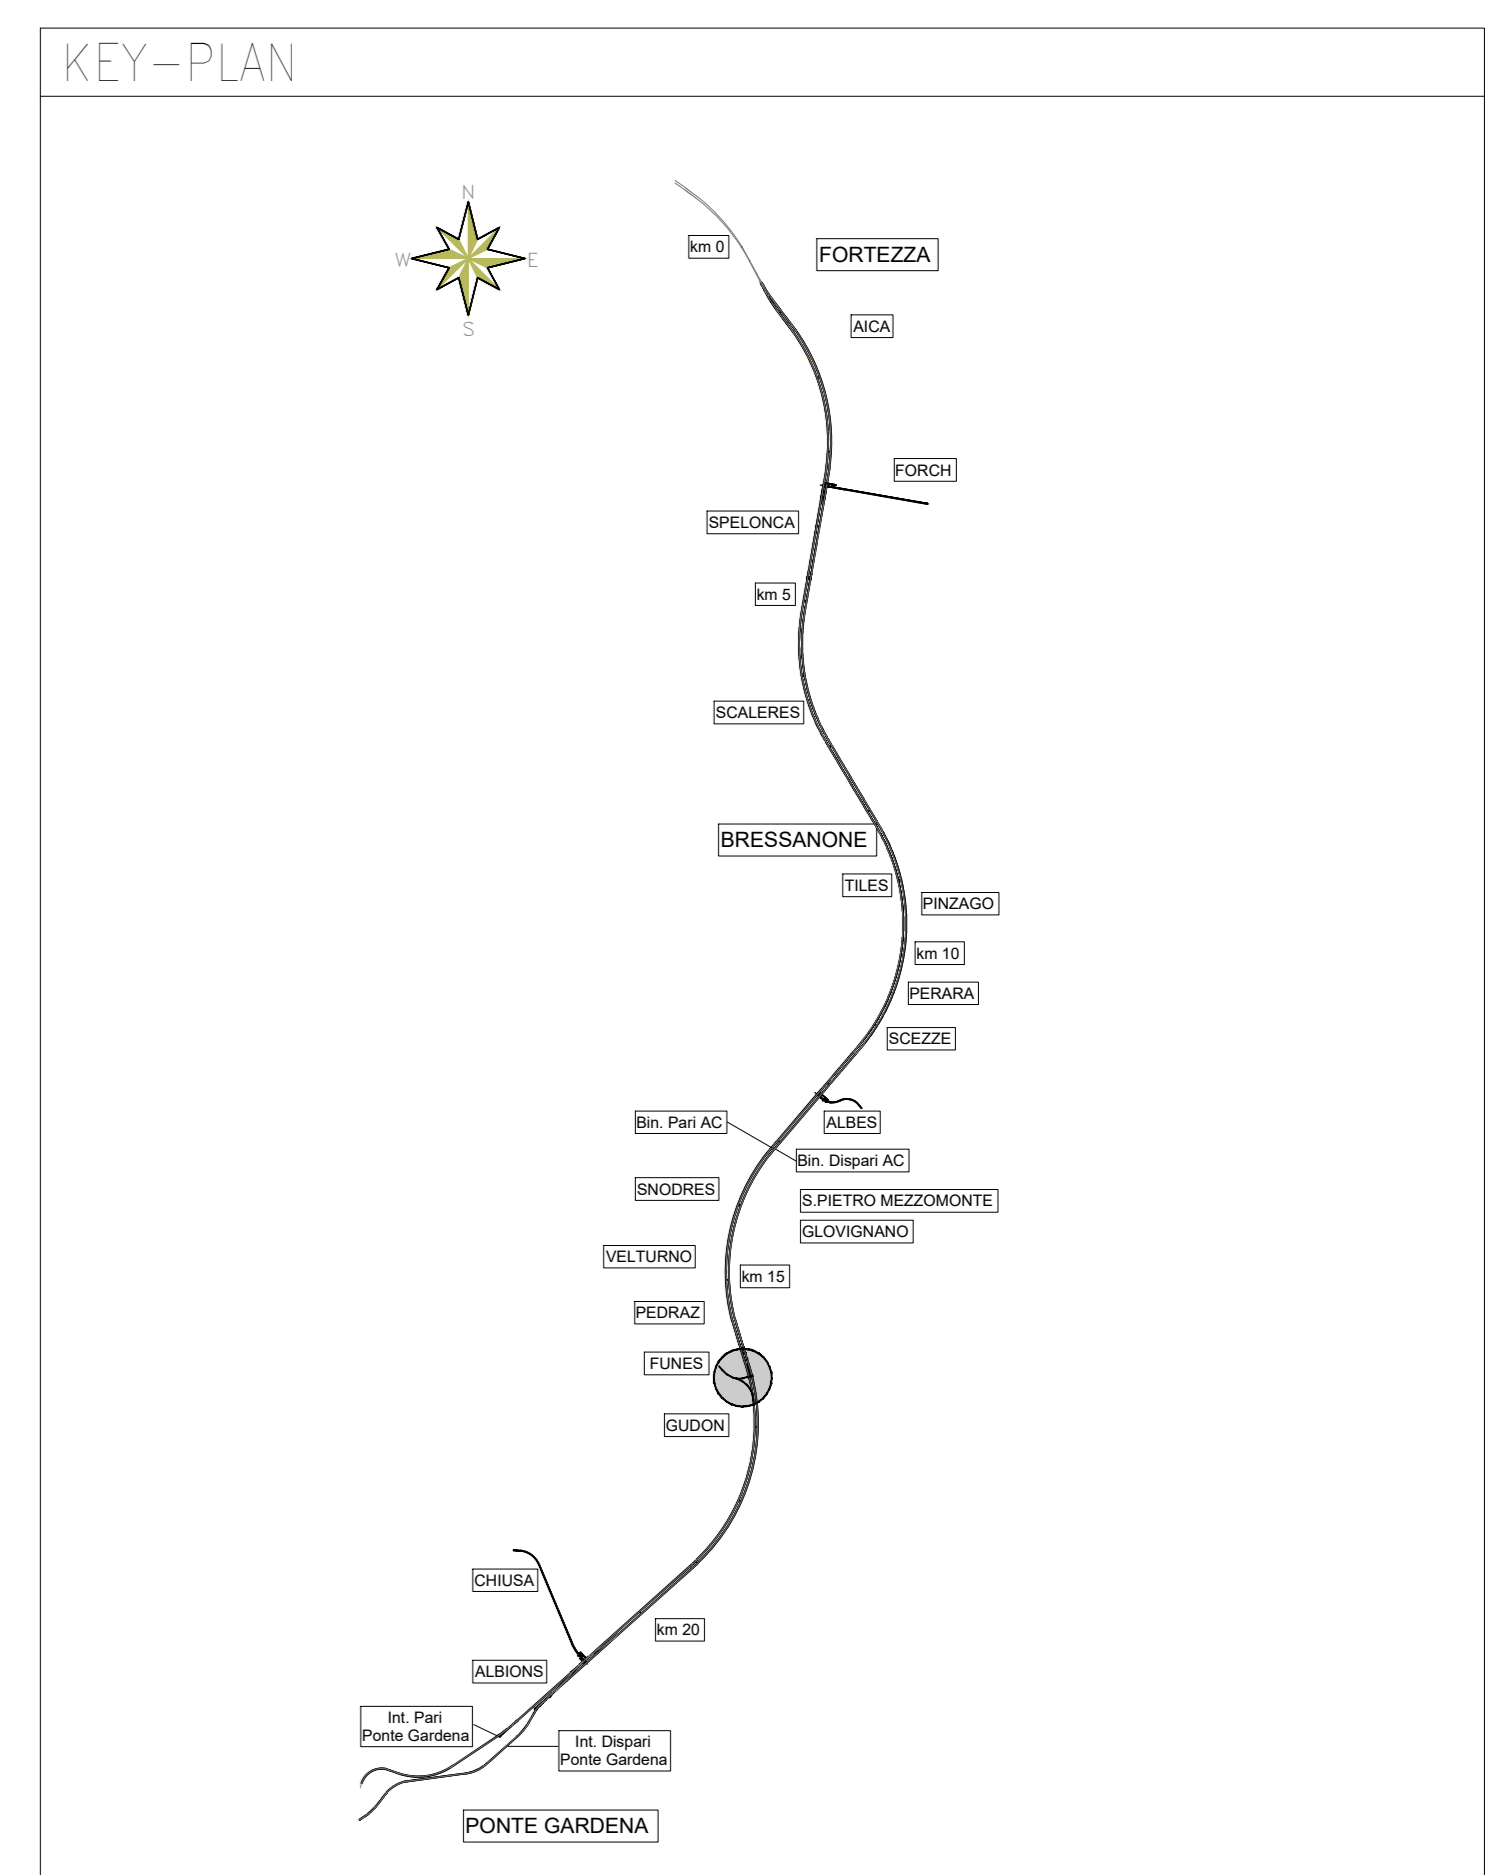 KEY-PLAN
N
W
E
S
km 0
FORTEZZA
AICA
FORCH
SPELONCA
km 5
SCALERES
BRESSANONE
TILES
PINZAGO
km 10
PERARA
SCEZZE
Bin. Pari AC
ALBES
Bin. Dispari AC
SNODRES
S.PIETRO MEZZOMONTE
GLOVIGNANO
VELTURNO
km 15
PEDRAZ
FUNES
GUDON
CHIUSA
km 20
ALBIONS
Int. Pari
Ponte Gardena
Int. Dispari
Ponte Gardena
PONTE GARDENA